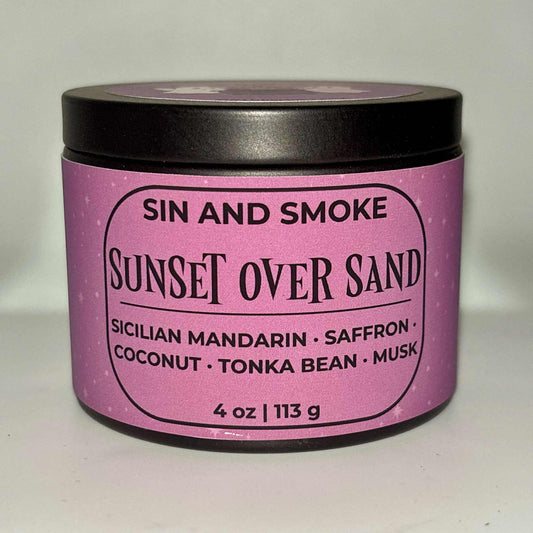 SIN AND SMOKE
SUNSET OVER SAND
SICILIAN MANDARIN · SAFFRON ·
COCONUT · TONKA BEAN · MUSK
4 oz | 113 g